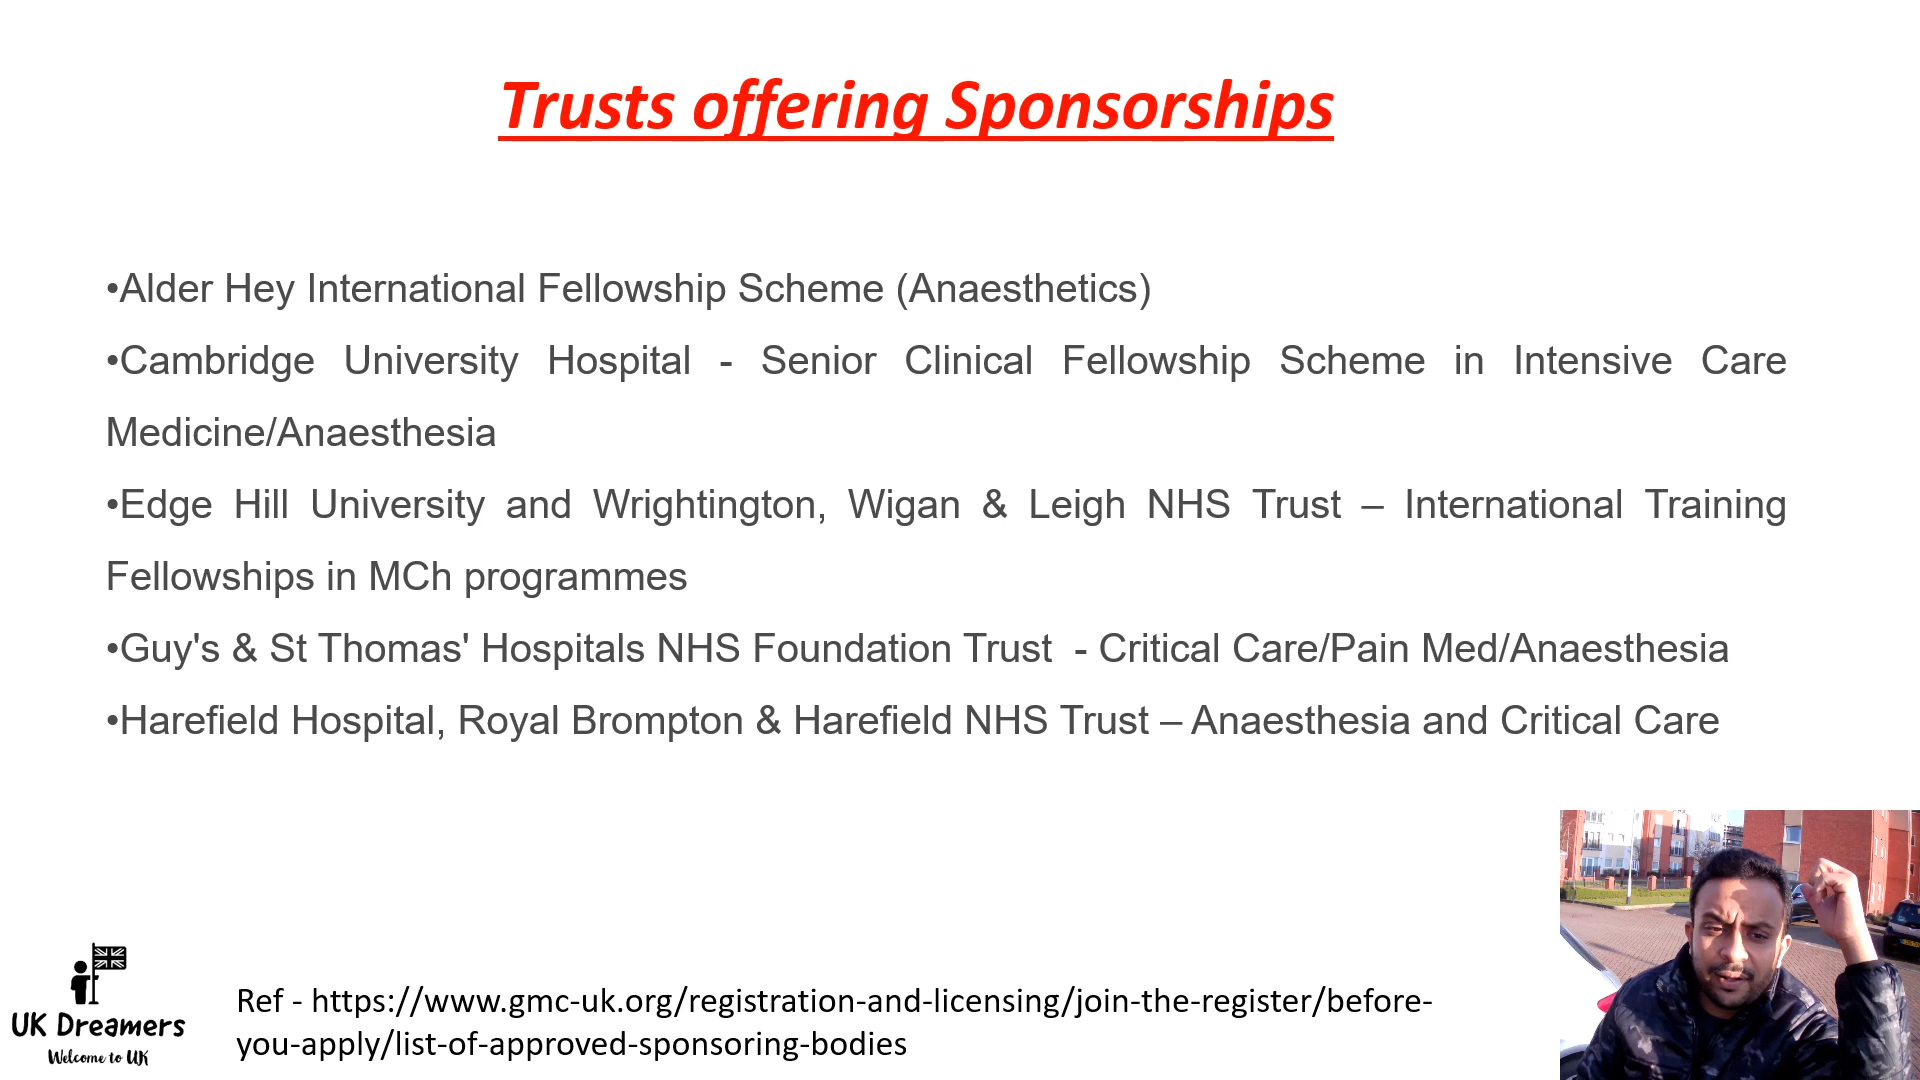 Trusts offering Sponsorships
•Alder Hey International Fellowship Scheme (Anaesthetics)
•Cambridge University Hospital - Senior Clinical Fellowship Scheme in Intensive Care
Medicine/Anaesthesia
•Edge Hill University and Wrightington, Wigan & Leigh NHS Trust – International Training
Fellowships in MCh programmes
•Guy's & St Thomas' Hospitals NHS Foundation Trust  - Critical Care/Pain Med/Anaesthesia
•Harefield Hospital, Royal Brompton & Harefield NHS Trust – Anaesthesia and Critical Care
UK Dreamers
Welcome to UK
Ref - https://www.gmc-uk.org/registration-and-licensing/join-the-register/before-
you-apply/list-of-approved-sponsoring-bodies